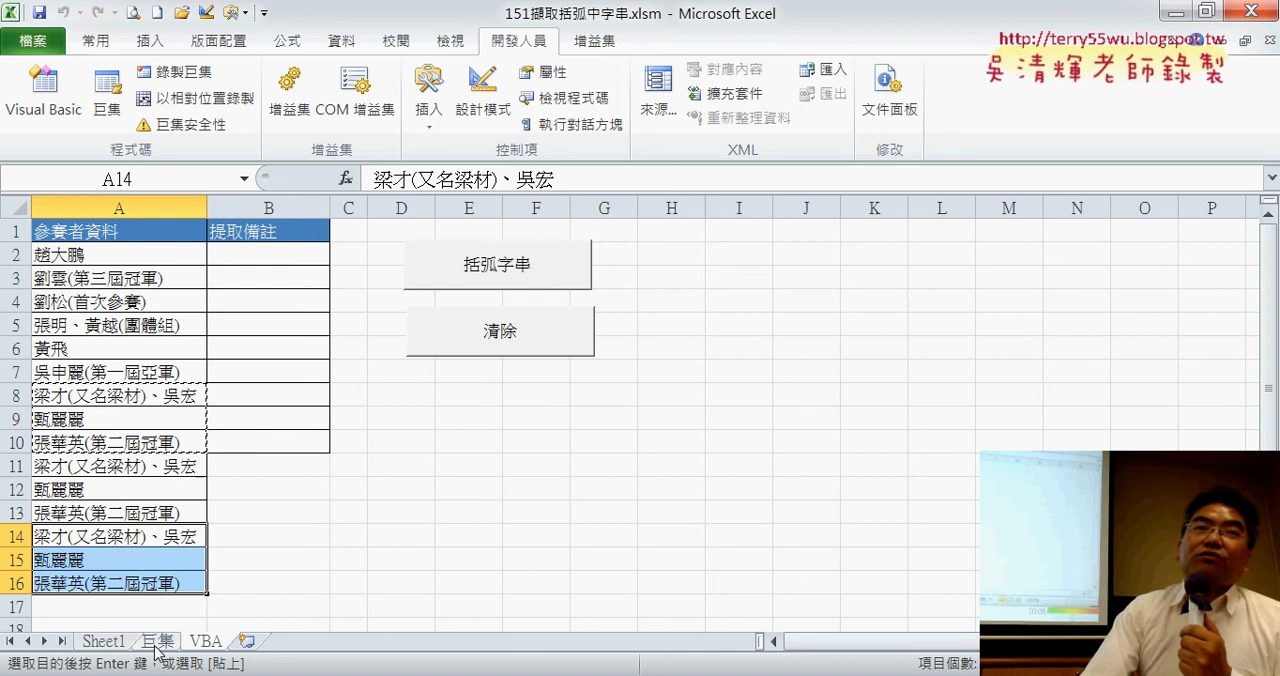 151擷取括弧中字串.xlsm - Microsoft Excel
檔案 常用 插入 版面配置 公式 資料 校閱 檢視 開發人員 增益集
http://terry55wu.blogspot.tw
吳清輝老師錄製
Visual Basic 巨集 錄製巨集 以相對位置錄製 巨集安全性
增益集 COM 增益集
插入 設計模式 屬性 檢視程式碼 執行對話方塊
來源... 對應內容 擴充套件 重新整理資料 匯入 匯出
文件面板
程式碼 增益集 控制項 XML 修改
A14 fx 梁才(又名梁材)、吳宏
A B C D E F G H I J K L M N O P
1 參賽者資料 提取備註
2 趙大鵬
3 劉雲(第三屆冠軍)
4 劉松(首次參賽)
5 張明、黃越(團體組)
6 黃飛
7 吳申麗(第一屆亞軍)
8 梁才(又名梁材)、吳宏
9 甄麗麗
10 張華英(第二屆冠軍)
11 梁才(又名梁材)、吳宏
12 甄麗麗
13 張華英(第二屆冠軍)
14 梁才(又名梁材)、吳宏
15 甄麗麗
16 張華英(第二屆冠軍)
17
18
括弧字串
清除
Sheet1 巨集 VBA
選取目的後按 Enter 鍵，或選取 [貼上]
項目個數: